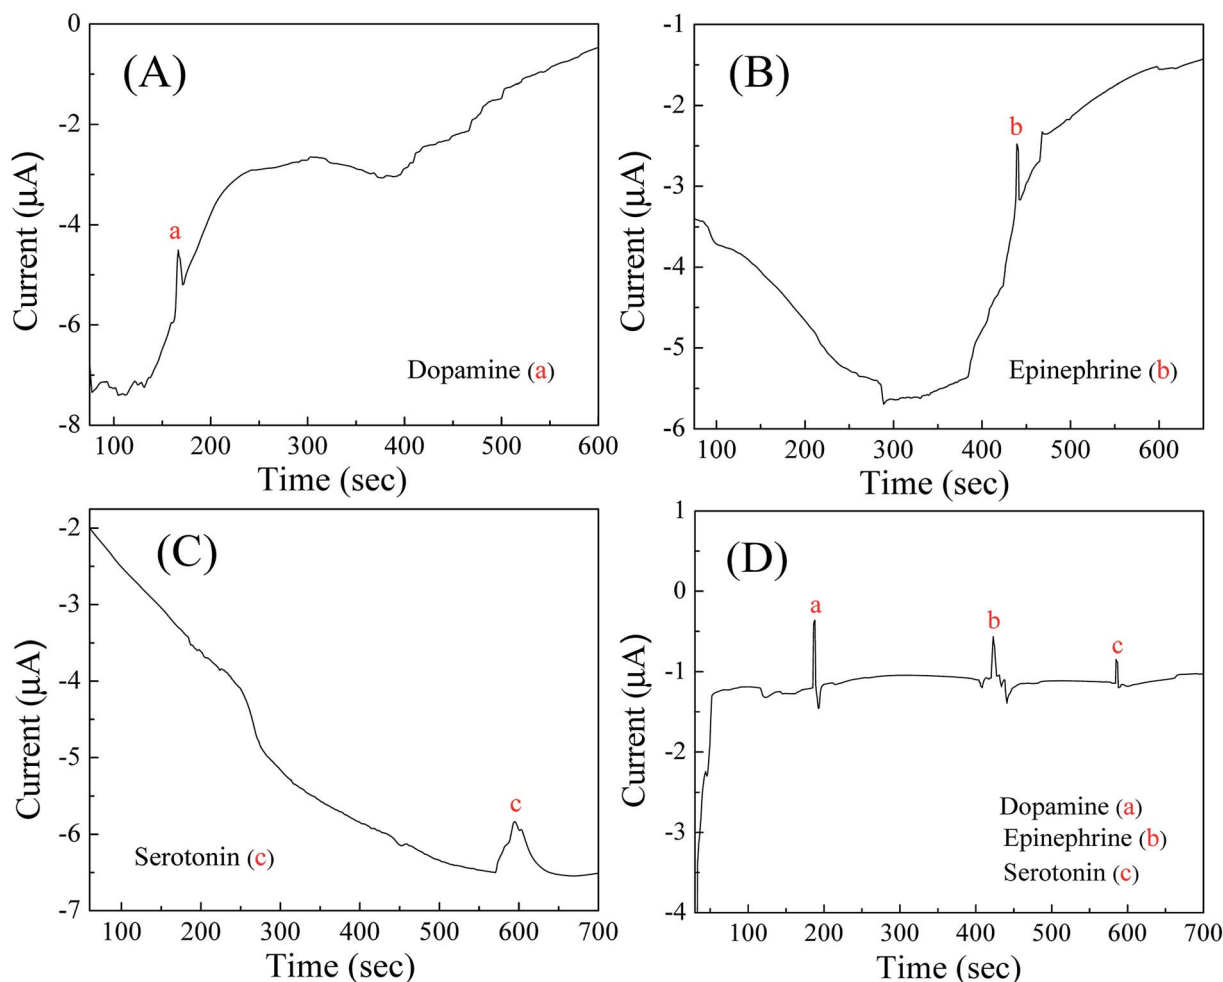 (A)
a
Dopamine (a)
0
-2
-4
-6
-8
Current (μA)
100 200 300 400 500 600
Time (sec)
(B)
b
Epinephrine (b)
-1
-2
-3
-4
-5
-6
Current (μA)
100 200 300 400 500 600
Time (sec)
(C)
c
Serotonin (c)
-2
-3
-4
-5
-6
-7
Current (μA)
100 200 300 400 500 600 700
Time (sec)
(D)
a
b
c
Dopamine (a)
Epinephrine (b)
Serotonin (c)
1
0
-1
-2
-3
-4
Current (μA)
100 200 300 400 500 600 700
Time (sec)